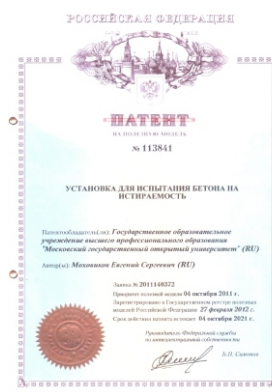 РОССИЙСКАЯ ФЕДЕРАЦИЯ
ПАТЕНТ
НА ПОЛЕЗНУЮ МОДЕЛЬ
№ 113841
УСТАНОВКА ДЛЯ ИСПЫТАНИЯ БЕТОНА НА
ИСТИРАЕМОСТЬ
Патентообладатель(ли): Государственное образовательное
учреждение высшего профессионального образования
"Московский государственный открытый университет" (RU)
Автор(ы): Евгений Сергеевич (RU)
Заявка № 2011140372
Приоритет полезной модели 04 октября 2011 г.
Зарегистрировано в Государственном реестре полезных
моделей Российской Федерации 27 февраля 2012 г.
Срок действия патента истекает 04 октября 2021 г.
Руководитель Федеральной службы
по интеллектуальной собственности
Б.П. Симонов